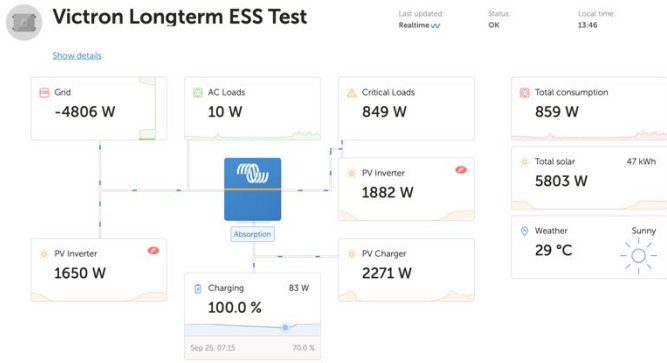 Victron Longterm ESS Test
Last updated:
Realtime
Status:
OK
Local time:
13:46
Show details
Grid
-4806 W
AC Loads
10 W
Critical Loads
849 W
Total consumption
859 W
PV Inverter
1882 W
Total solar
47 kWh
5803 W
Absorption
Weather
Sunny
29 °C
PV Inverter
1650 W
PV Charger
2271 W
Charging
83 W
100.0 %
Sep 25, 07:15
70.0 %